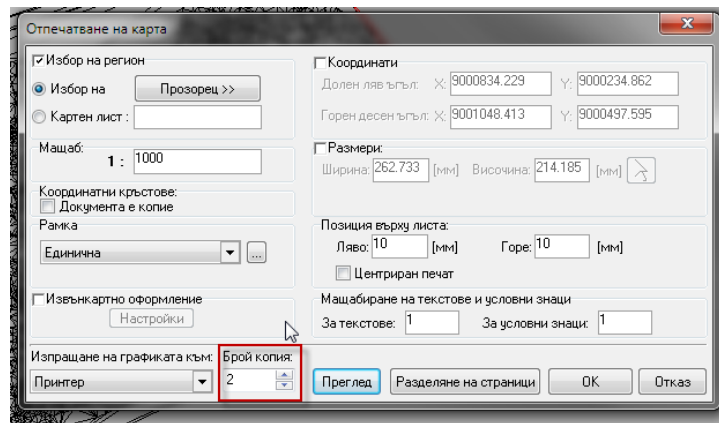 Отпечатване на карта
Избор на регион
Избор на
Прозорец >>
Картен лист :
Мащаб:
1 : 1000
Координатни кръстове:
Документа е копие
Рамка
Единична
...
Извънкартно оформление
Настройки
Изпращане на графиката към:
Принтер
Брой копия:
2
Координати
Долен ляв ъгъл: X: 9000834.229 Y: 9000234.862
Горен десен ъгъл: X: 9001048.413 Y: 9000497.595
Размери:
Ширина: 262.733 [мм] Височина: 214.185 [мм]
Позиция върху листа:
Ляво: 10 [мм] Горе: 10 [мм]
Центриран печат
Мащабиране на текстове и условни знаци
За текстове: 1 За условни знаци: 1
Преглед Разделяне на страници OK Отказ